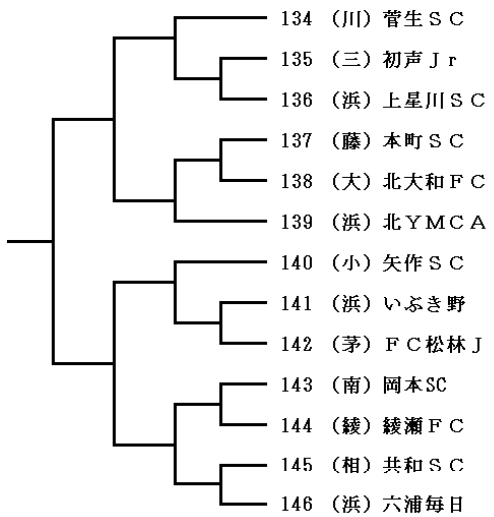 134 (川) 菅生ＳＣ
135 (三) 初声Ｊｒ
136 (浜) 上星川ＳＣ
137 (藤) 本町ＳＣ
138 (大) 北大和ＦＣ
139 (浜) 北ＹＭＣＡ
140 (小) 矢作ＳＣ
141 (浜) いぶき野
142 (茅) ＦＣ松林Ｊ
143 (南) 岡本SC
144 (綾) 綾瀬ＦＣ
145 (相) 共和ＳＣ
146 (浜) 六浦毎日